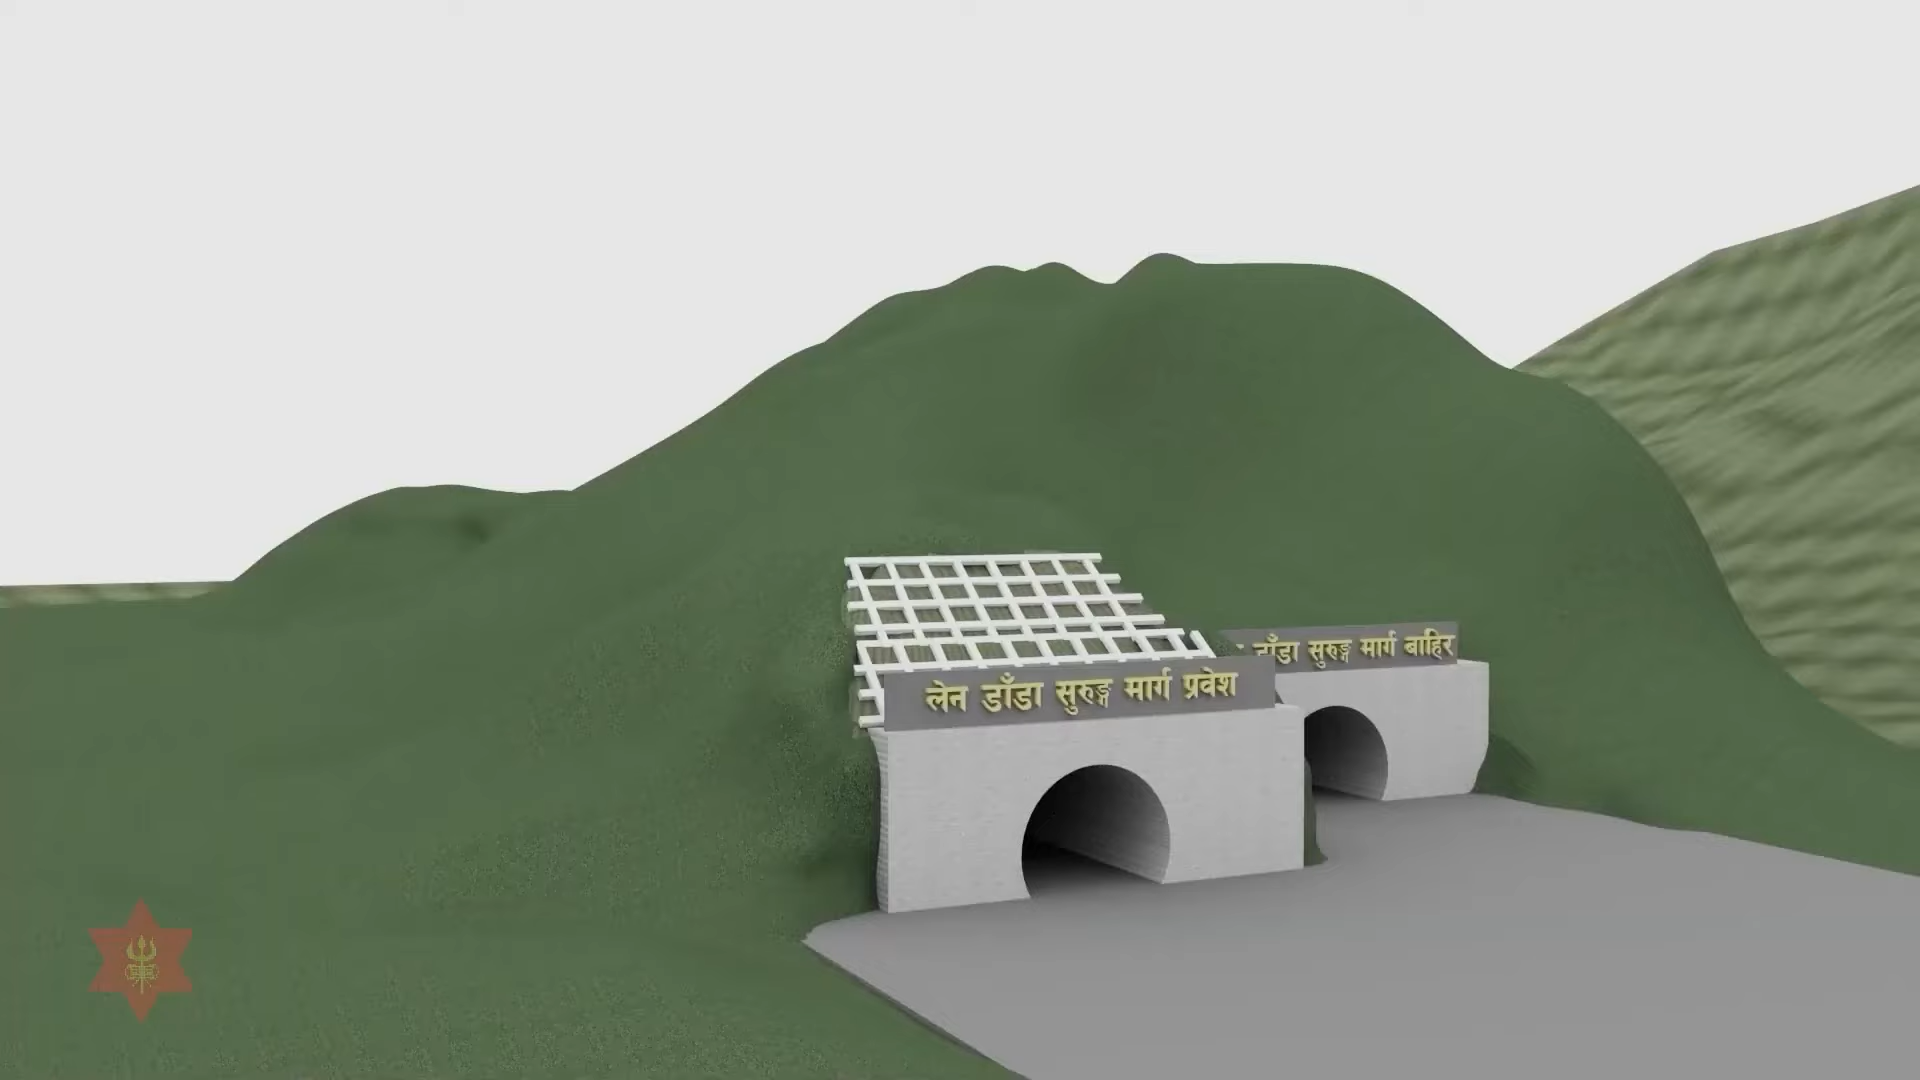 लेन डाँडा सुरुङ्ग मार्ग प्रवेश
डाँडा सुरुङ्ग मार्ग बाहिर